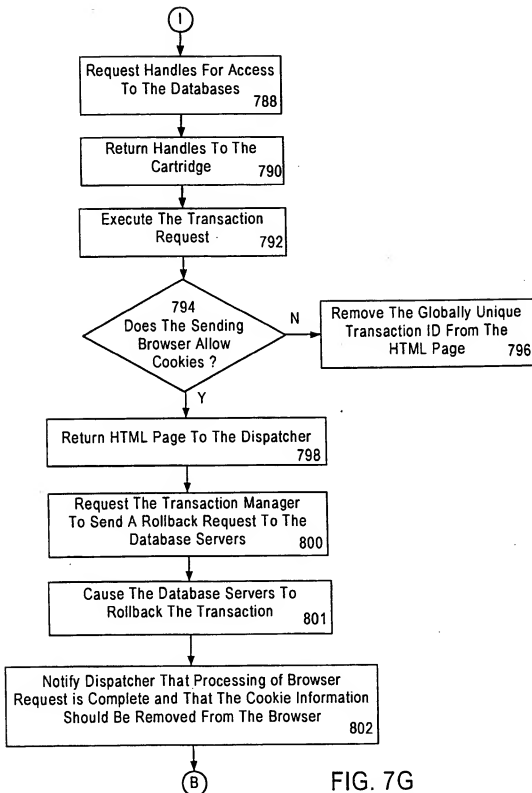 I
Request Handles For Access
To The Databases
788
Return Handles To The
Cartridge
790
Execute The Transaction
Request
792
794
Does The Sending
Browser Allow
Cookies ?
N
Remove The Globally Unique
Transaction ID From The
HTML Page
796
Y
Return HTML Page To The Dispatcher
798
Request The Transaction Manager
To Send A Rollback Request To The
Database Servers
800
Cause The Database Servers To
Rollback The Transaction
801
Notify Dispatcher That Processing of Browser
Request is Complete and That The Cookie Information
Should Be Removed From The Browser
802
B
FIG. 7G